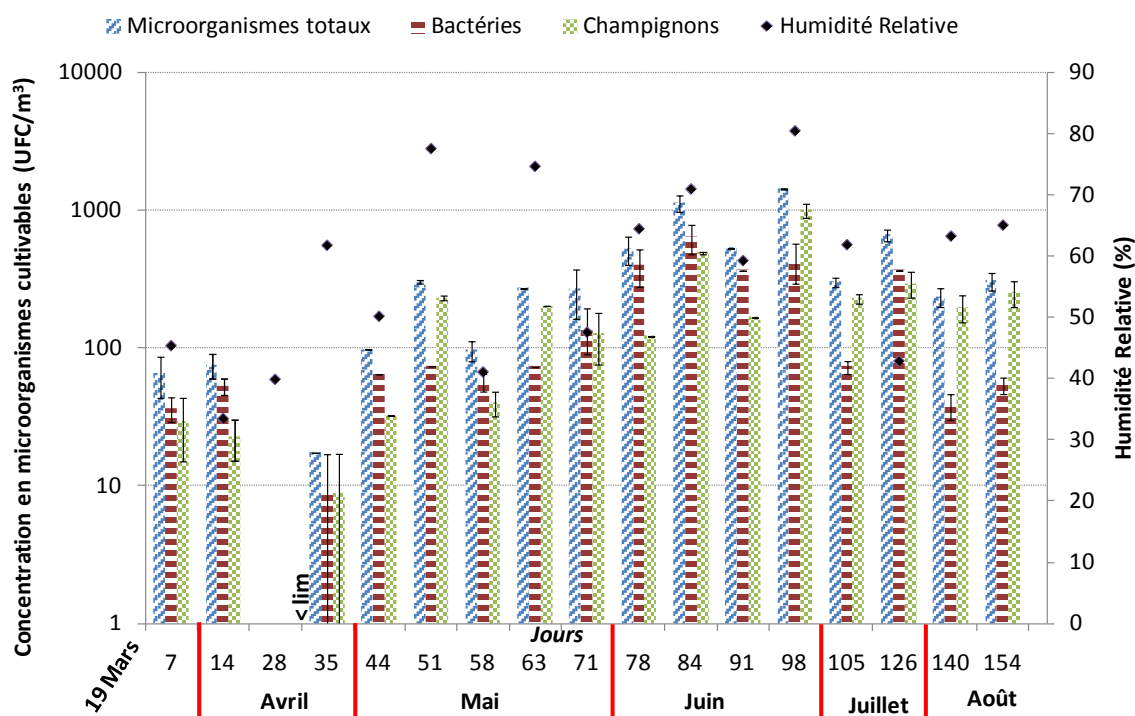 Microorganismes totaux Bactéries Champignons Humidité Relative
Concentration en microorganismes cultivables (UFC/m³)
10000
1000
100
10
1
90
80
70
60
50
40
30
20
10
0
Humidité Relative (%)
< lim
Jours
19 Mars
7 14 28 35 44 51 58 63 71 78 84 91 98 105 126 140 154
Avril Mai Juin Juillet Août